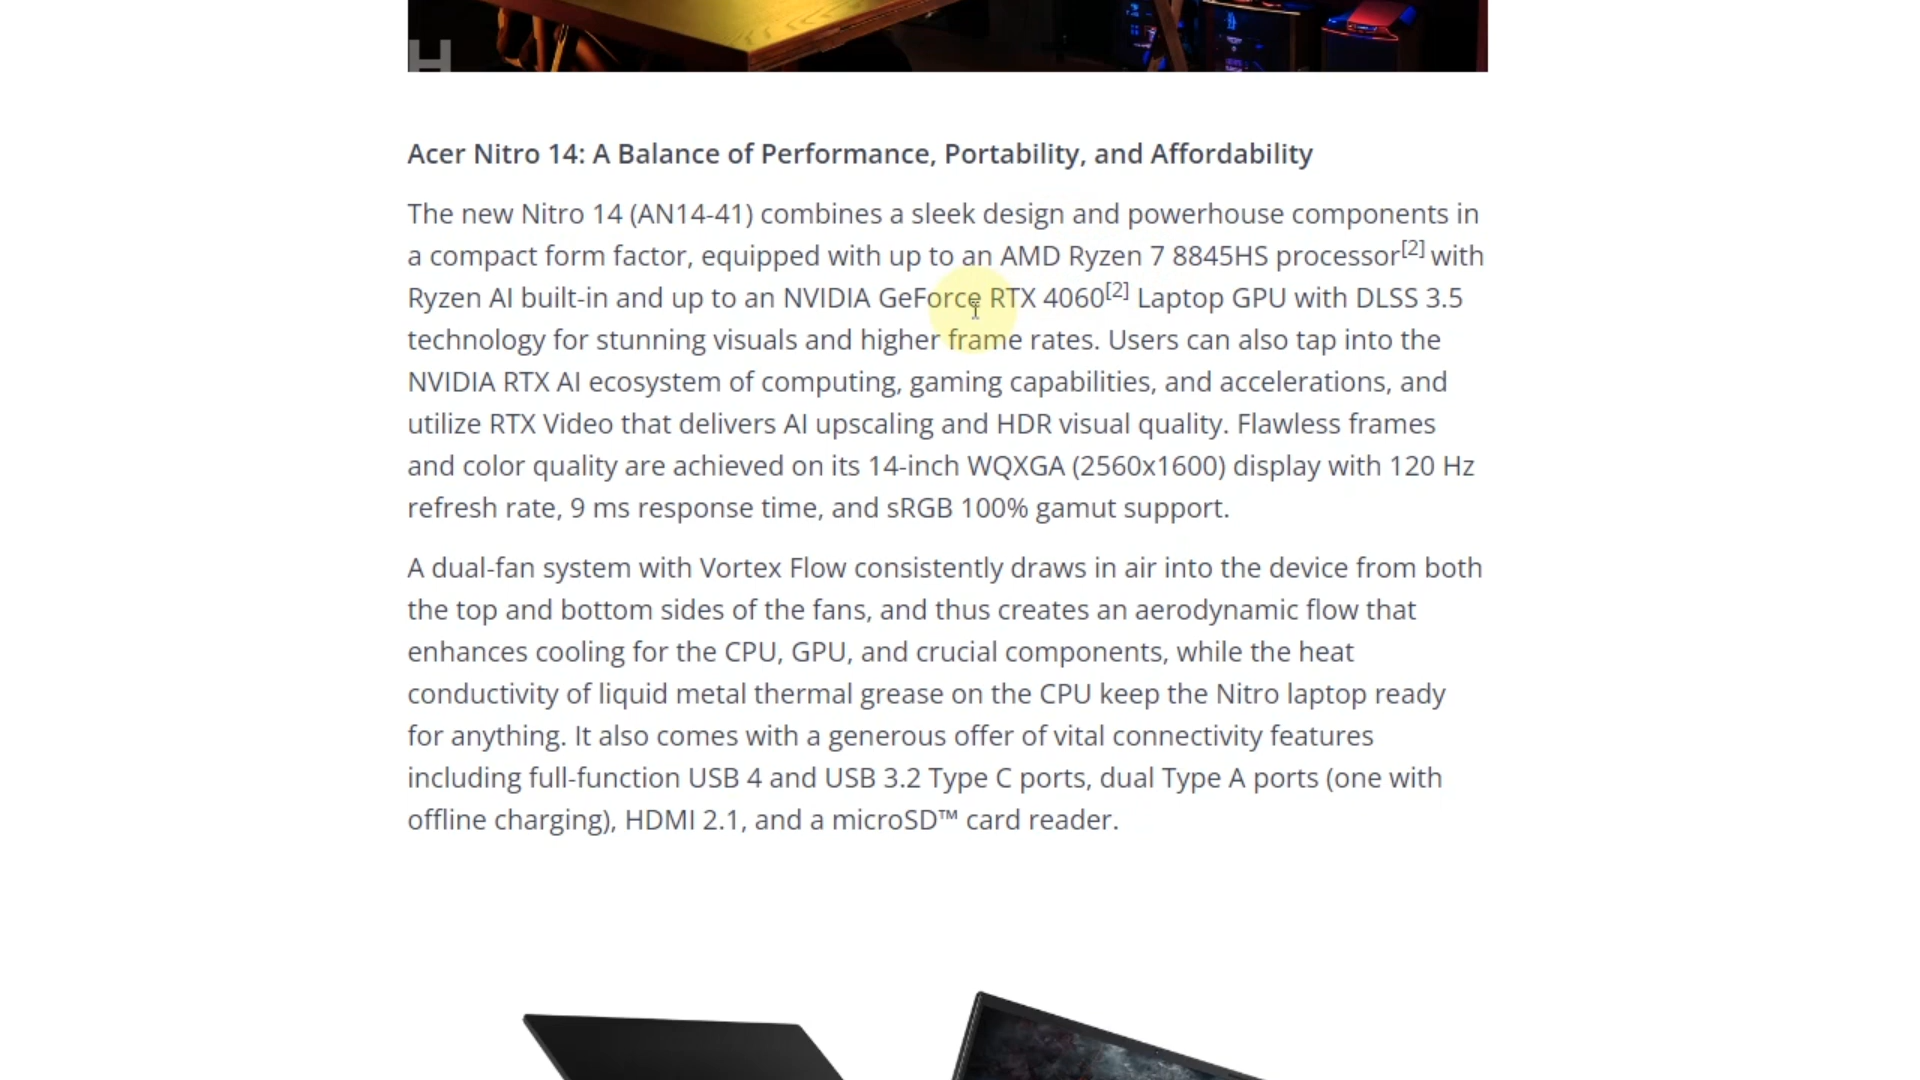 H
Acer Nitro 14: A Balance of Performance, Portability, and Affordability
The new Nitro 14 (AN14-41) combines a sleek design and powerhouse components in
a compact form factor, equipped with up to an AMD Ryzen 7 8845HS processor[2] with
Ryzen AI built-in and up to an NVIDIA GeForce RTX 4060[2] Laptop GPU with DLSS 3.5
technology for stunning visuals and higher frame rates. Users can also tap into the
NVIDIA RTX AI ecosystem of computing, gaming capabilities, and accelerations, and
utilize RTX Video that delivers AI upscaling and HDR visual quality. Flawless frames
and color quality are achieved on its 14-inch WQXGA (2560x1600) display with 120 Hz
refresh rate, 9 ms response time, and sRGB 100% gamut support.
A dual-fan system with Vortex Flow consistently draws in air into the device from both
the top and bottom sides of the fans, and thus creates an aerodynamic flow that
enhances cooling for the CPU, GPU, and crucial components, while the heat
conductivity of liquid metal thermal grease on the CPU keep the Nitro laptop ready
for anything. It also comes with a generous offer of vital connectivity features
including full-function USB 4 and USB 3.2 Type C ports, dual Type A ports (one with
offline charging), HDMI 2.1, and a microSD™ card reader.